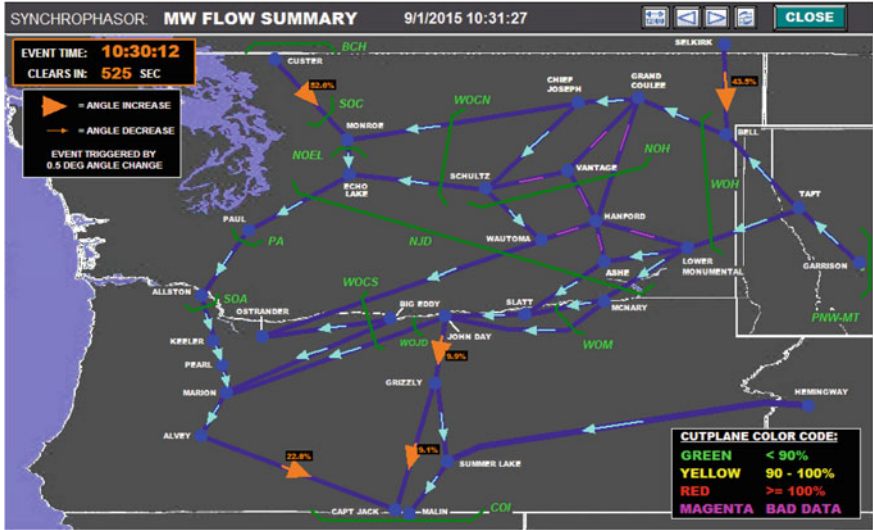 SYNCHROPHASOR: MW FLOW SUMMARY 9/1/2015 10:31:27 CLOSE
EVENT TIME: 10:30:12
CLEARS IN: 525 SEC
= ANGLE INCREASE
= ANGLE DECREASE
EVENT TRIGGERED BY
0.5 DEG ANGLE CHANGE
BCH
CUSTER
52.6%
SOC
MONROE
NOEL
ECHO
LAKE
SELKIRK
43.5%
CHIEF
JOSEPH
GRAND
COULEE
WOCN
BELL
NOH
SCHULTZ
VANTAGE
WOH
TAFT
PAUL
PA
HANFORD
NJD
WAUTOMA
LOWER
MONUMENTAL
ASHE
GARRISON
PNW-MT
ALLSTON
SOA
WOCS
OSTRANDER
BIG EDDY
SLATT
MCNARY
KEELER
WOJD
JOHN DAY
WOM
PEARL
9.9%
GRIZZLY
MARION
HEMINGWAY
ALVEY
22.8%
9.1%
SUMMER LAKE
CAPT JACK
MALIN
COI
CUTPLANE COLOR CODE:
GREEN < 90%
YELLOW 90 - 100%
RED >= 100%
MAGENTA BAD DATA